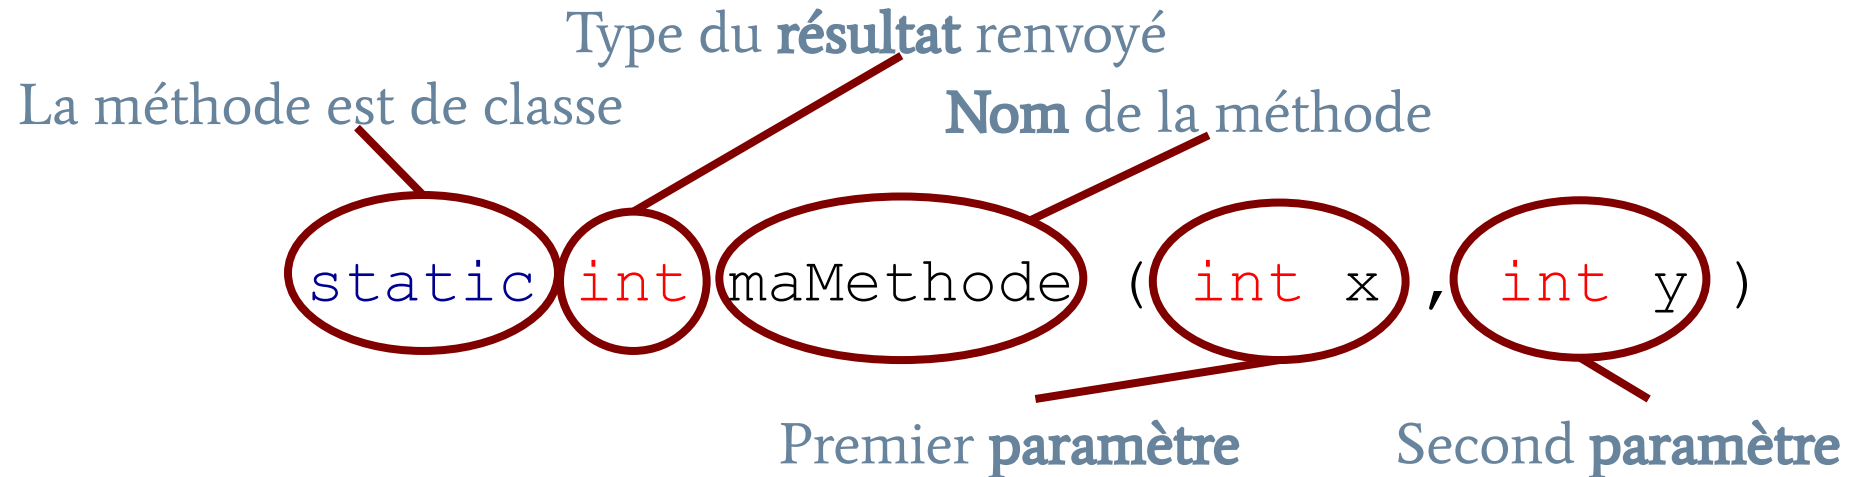 Type du résultat renvoyé
La méthode est de classe
Nom de la méthode
static int maMethode ( int x , int y )
Premier paramètre
Second paramètre